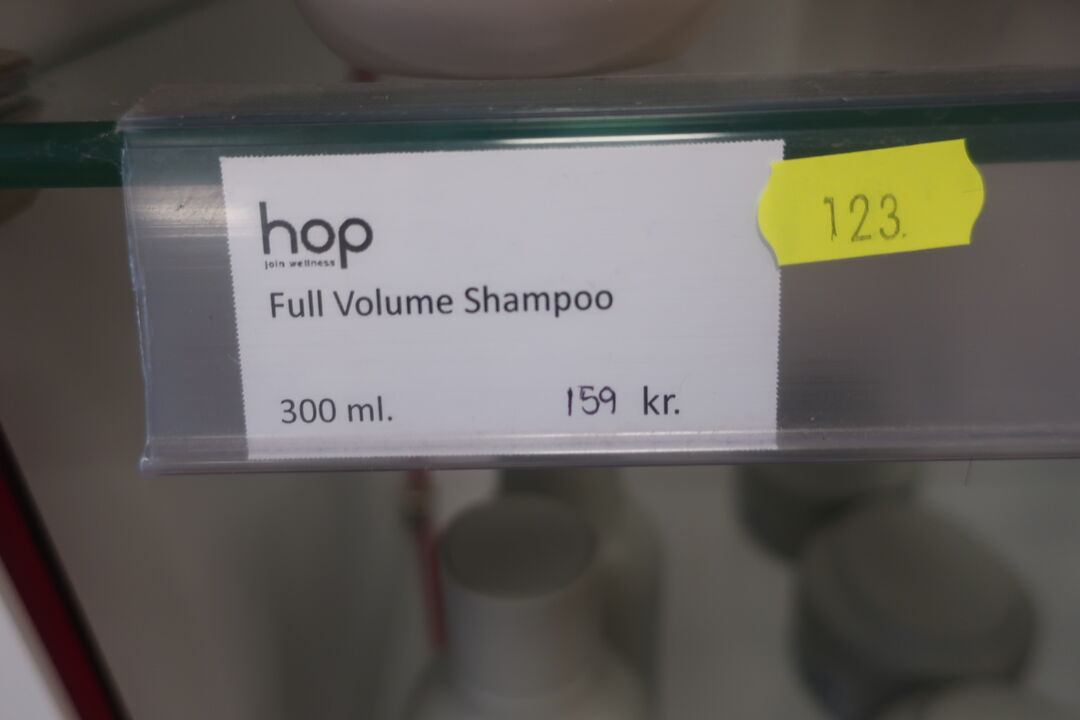 hop
join wellness
Full Volume Shampoo
300 ml. 159 kr.
123.